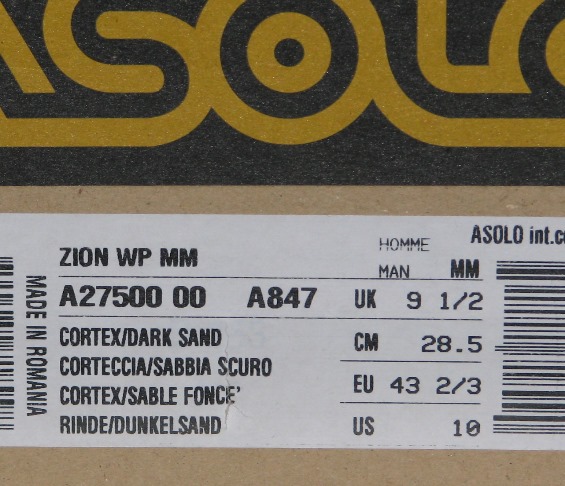 ASOLO
HOMME
ASOLO int.co
ZION WP MM
MAN MM
A27500 00 A847 UK 9 1/2
CORTEX/DARK SAND
CM 28.5
CORTECCIA/SABBIA SCURO
EU 43 2/3
CORTEX/SABLE FONCE'
RINDE/DUNKELSAND US 10
MADE IN ROMANIA